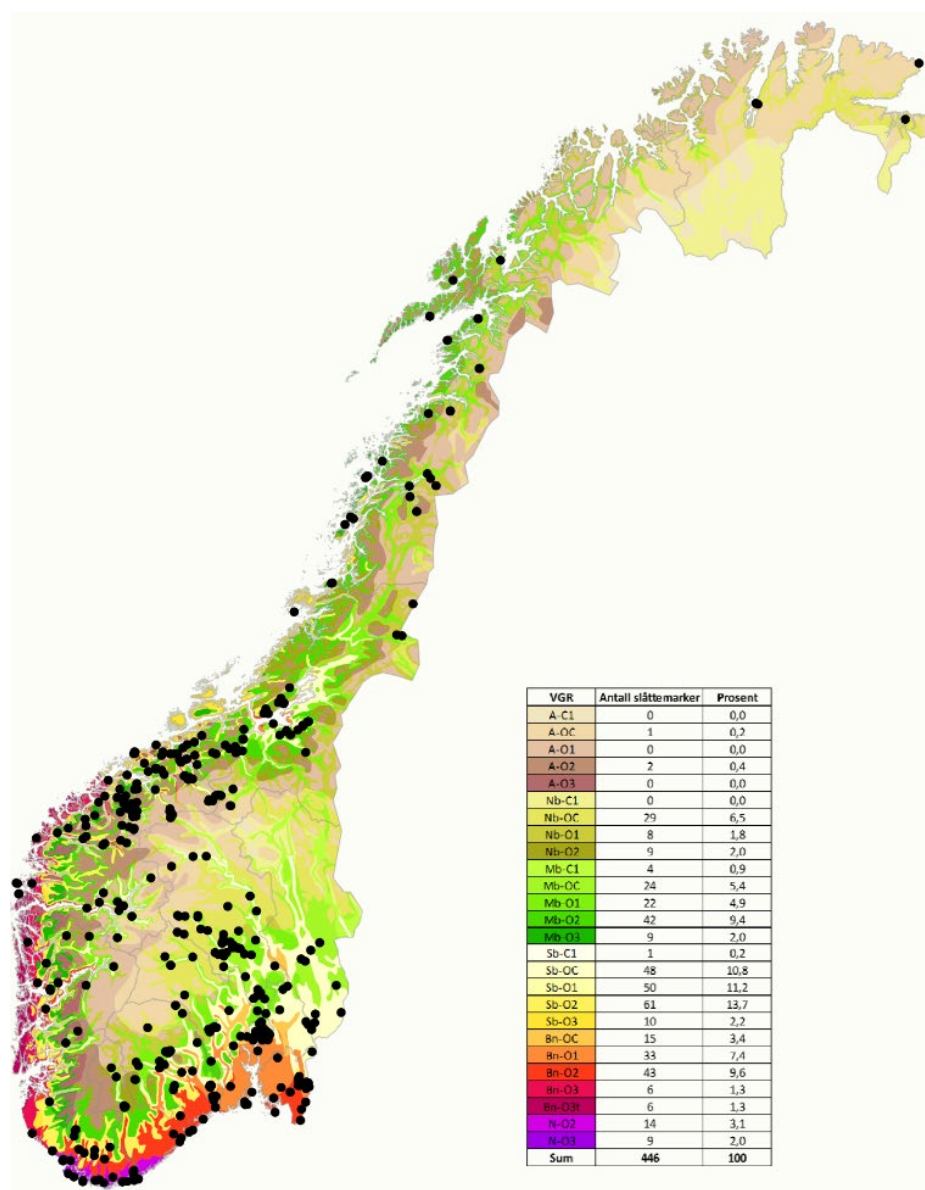 VGR Antall slåttemarker Prosent
A-C1 0 0,0
A-OC 1 0,2
A-O1 0 0,0
A-O2 2 0,4
A-O3 0 0,0
Nb-C1 0 0,0
Nb-OC 29 6,5
Nb-O1 8 1,8
Nb-O2 9 2,0
Mb-C1 4 0,9
Mb-OC 24 5,4
Mb-O1 22 4,9
Mb-O2 42 9,4
Mb-O3 9 2,0
Sb-C1 1 0,2
Sb-OC 48 10,8
Sb-O1 50 11,2
Sb-O2 61 13,7
Sb-O3 10 2,2
Bn-OC 15 3,4
Bn-O1 33 7,4
Bn-O2 43 9,6
Bn-O3 6 1,3
Bn-O3t 6 1,3
N-O2 14 3,1
N-O3 9 2,0
Sum 446 100